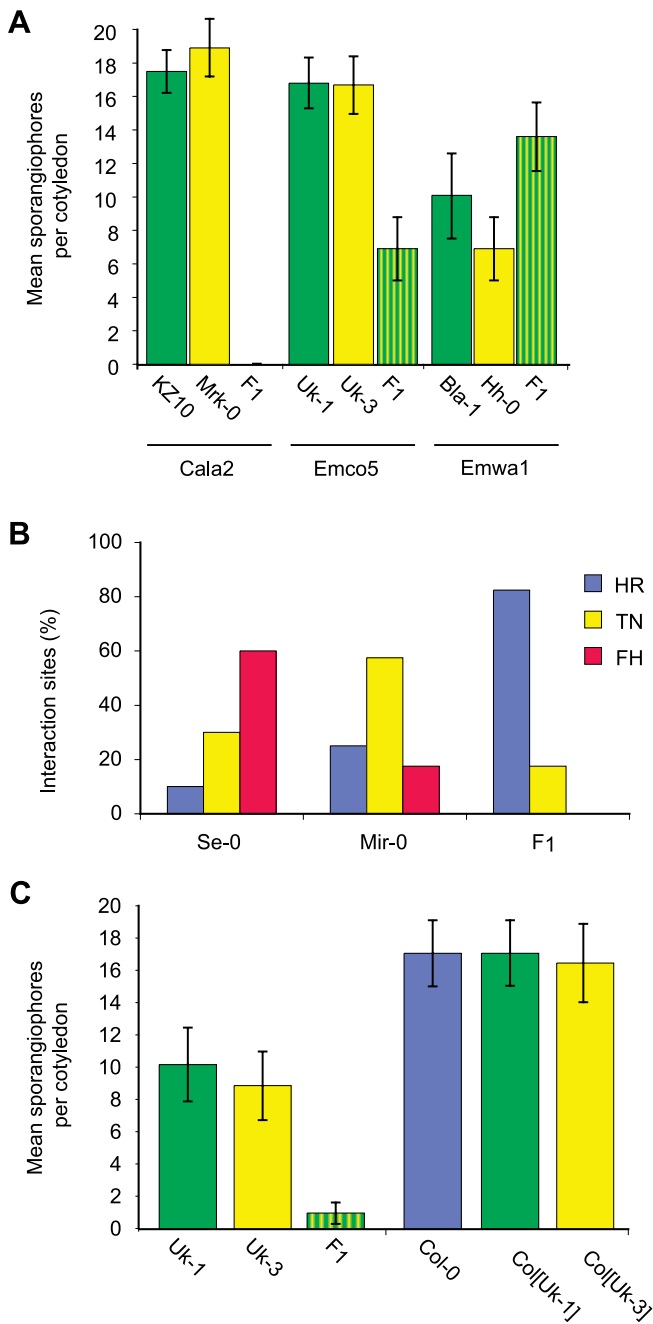 A
Mean sporangiophores
per cotyledon
20
18
16
14
12
10
8
6
4
2
0
KZ10 Mrk-0 F1 Uk-1 Uk-3 F1 Bla-1 Hh-0 F1
Cala2 Emco5 Emwa1
B
Interaction sites (%)
100
80
60
40
20
0
HR
TN
FH
Se-0 Mir-0 F1
C
Mean sporangiophores
per cotyledon
20
18
16
14
12
10
8
6
4
2
0
Uk-1 Uk-3 F1 Col-0 Col[Uk-1] Col[Uk-3]